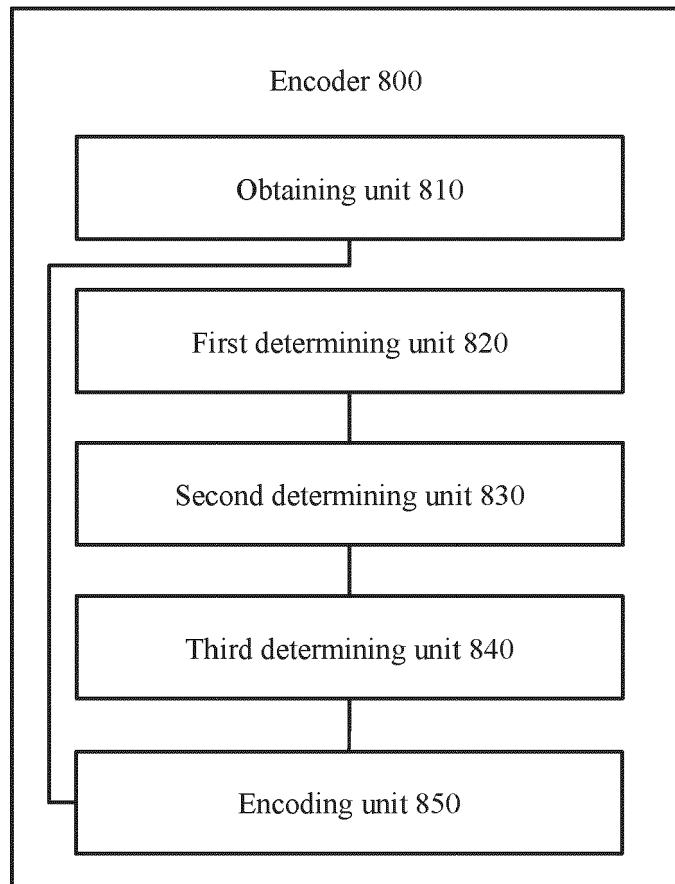 Encoder 800
Obtaining unit 810
First determining unit 820
Second determining unit 830
Third determining unit 840
Encoding unit 850